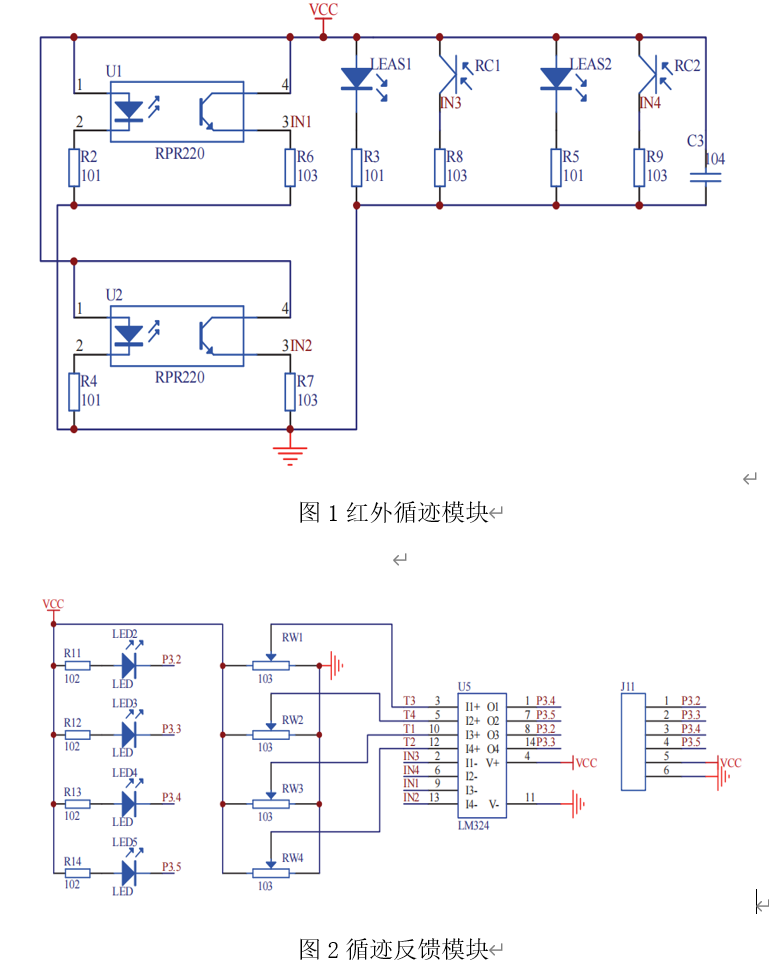 VCC
U1
LEAS1
RC1
LEAS2
RC2
1
4
IN3
IN4
2
3
IN1
C3
104
RPR220
R2
101
R6
103
R3
101
R8
103
R5
101
R9
103
U2
1
4
2
3
IN2
RPR220
R4
101
R7
103
图 1 红外循迹模块
VCC
LED2
R11
P3.2
102
LED
LED3
R12
P3.3
102
LED
LED4
R13
P3.4
102
LED
LED5
R14
P3.5
102
LED
RW1
103
RW2
103
RW3
103
RW4
103
U5
T3 3 I1+ O1 1 P3.4
T4 5 I2+ O2 7 P3.5
T1 10 I3+ O3 8 P3.2
T2 12 I4+ O4 14 P3.3
IN3 2 I1- V+ 4 VCC
IN4 6 I2-
IN1 9 I3-
IN2 13 I4- V- 11
LM324
J11
1 P3.2
2 P3.3
3 P3.4
4 P3.5
5 VCC
6
图 2 循迹反馈模块